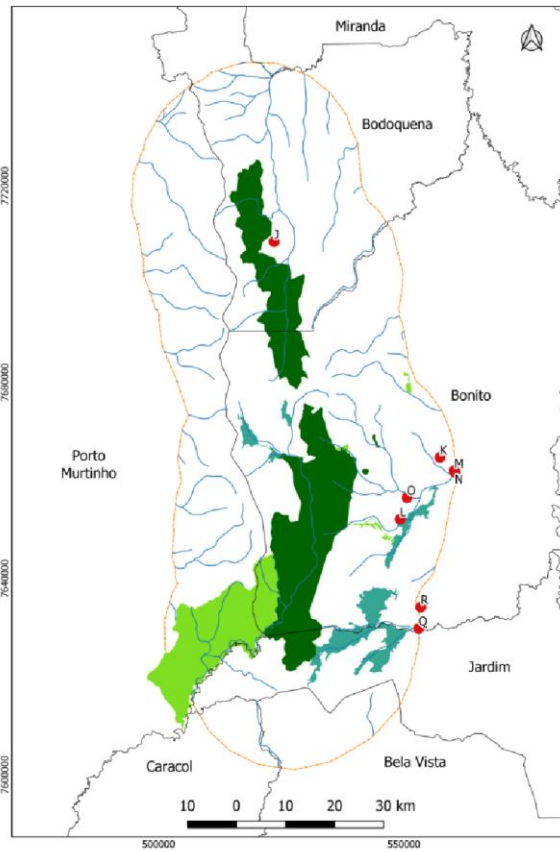 Miranda
Bodoquena
7720000
J
7680000
Bonito
Porto
Murtinho
K
M
N
O
L
7640000
R
Q
Jardim
7600000
Caracol
Bela Vista
10 0 10 20 30 km
500000 550000